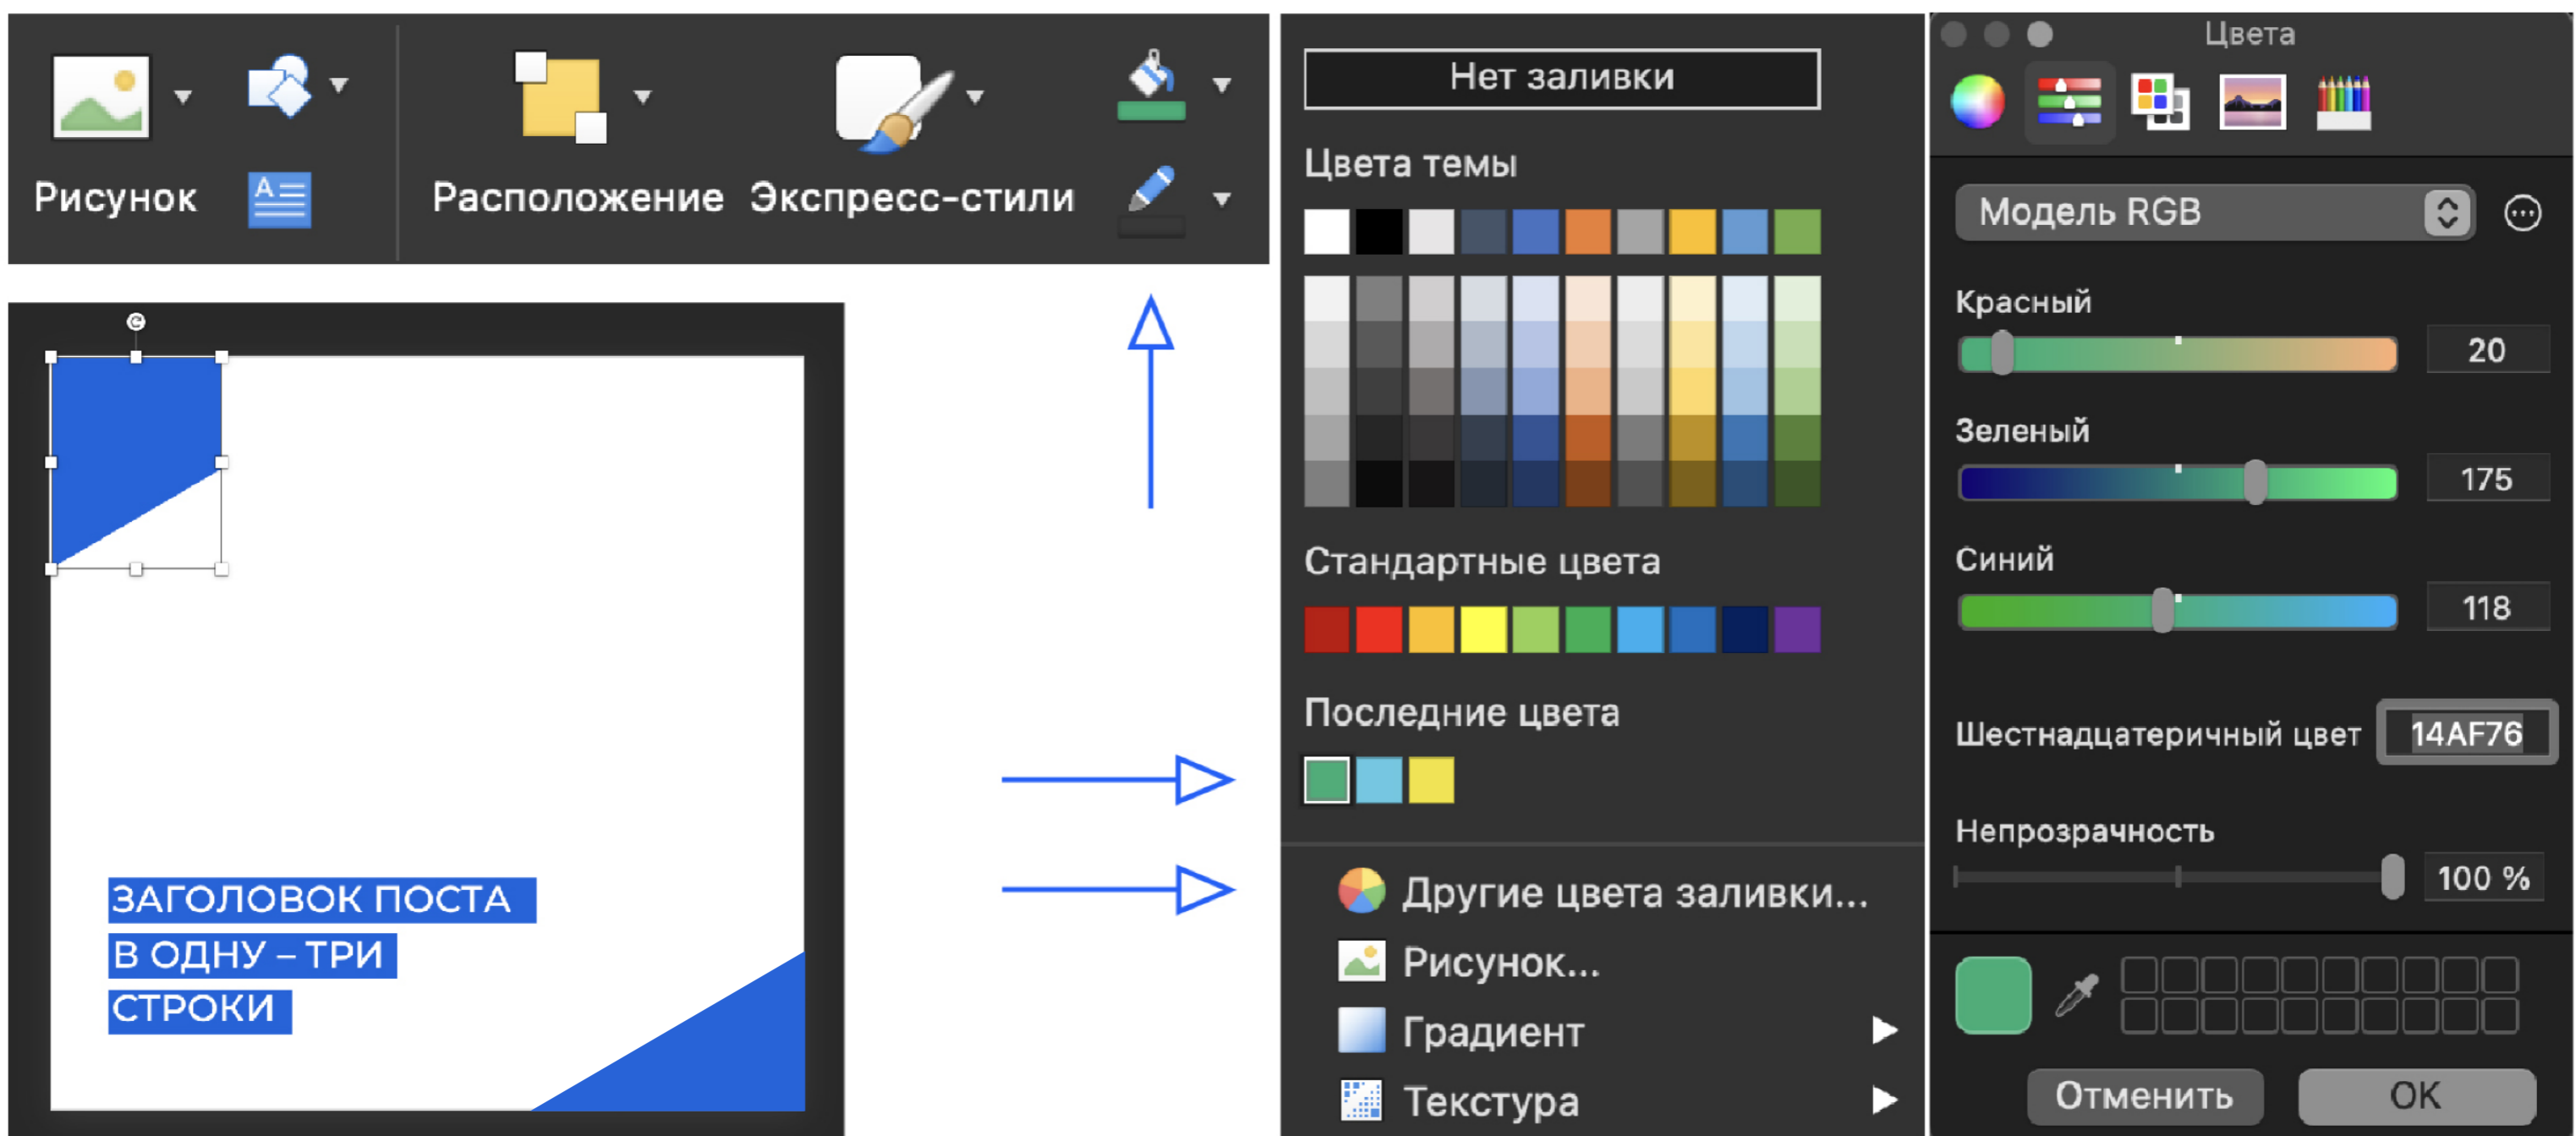 Рисунок
A
Расположение
Экспресс-стили
ЗАГОЛОВОК ПОСТА
В ОДНУ – ТРИ
СТРОКИ
Нет заливки
Цвета темы
Стандартные цвета
Последние цвета
Другие цвета заливки...
Рисунок...
Градиент
Текстура
Цвета
Модель RGB
Красный
20
Зеленый
175
Синий
118
Шестнадцатеричный цвет 14AF76
Непрозрачность
100 %
Отменить
ОК